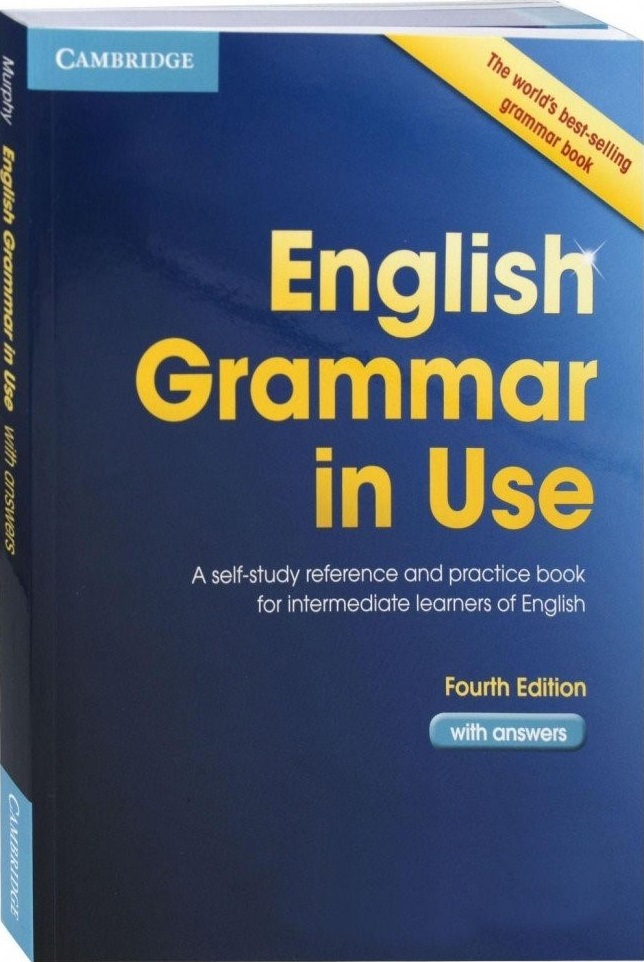 CAMBRIDGE
The world's best-selling
grammar book
English
Grammar
in Use
A self-study reference and practice book
for intermediate learners of English
Fourth Edition
with answers
Murphy English Grammar in Use with answers CAMBRIDGE